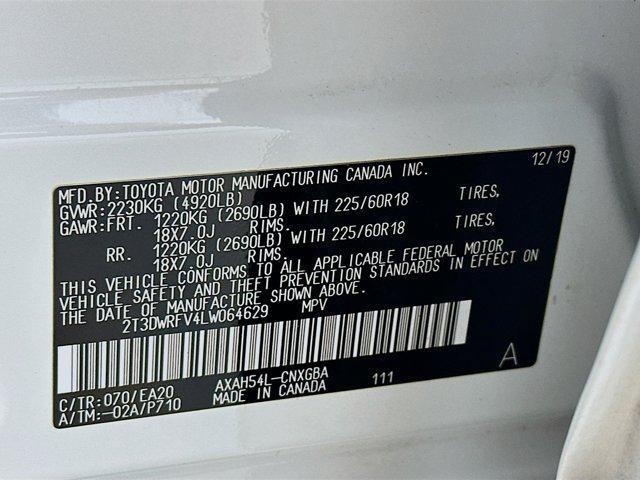 12/19
MFD.BY:TOYOTA MOTOR MANUFACTURING CANADA INC.
GVWR:2230KG (4920LB)
GAWR:FRT. 1220KG (2690LB) WITH 225/60R18 TIRES,
18X7.0J RIMS.
RR. 1220KG (2690LB) WITH 225/60R18 TIRES,
18X7.0J RIMS.
THIS VEHICLE CONFORMS TO ALL APPLICABLE FEDERAL MOTOR
VEHICLE SAFETY AND THEFT PREVENTION STANDARDS IN EFFECT ON
THE DATE OF MANUFACTURE SHOWN ABOVE.
2T3DWRFV4LW064629 MPV
C/TR:070/EA20 AXAH54L-CNXGBA 111 A
A/TM:-02A/P710 MADE IN CANADA